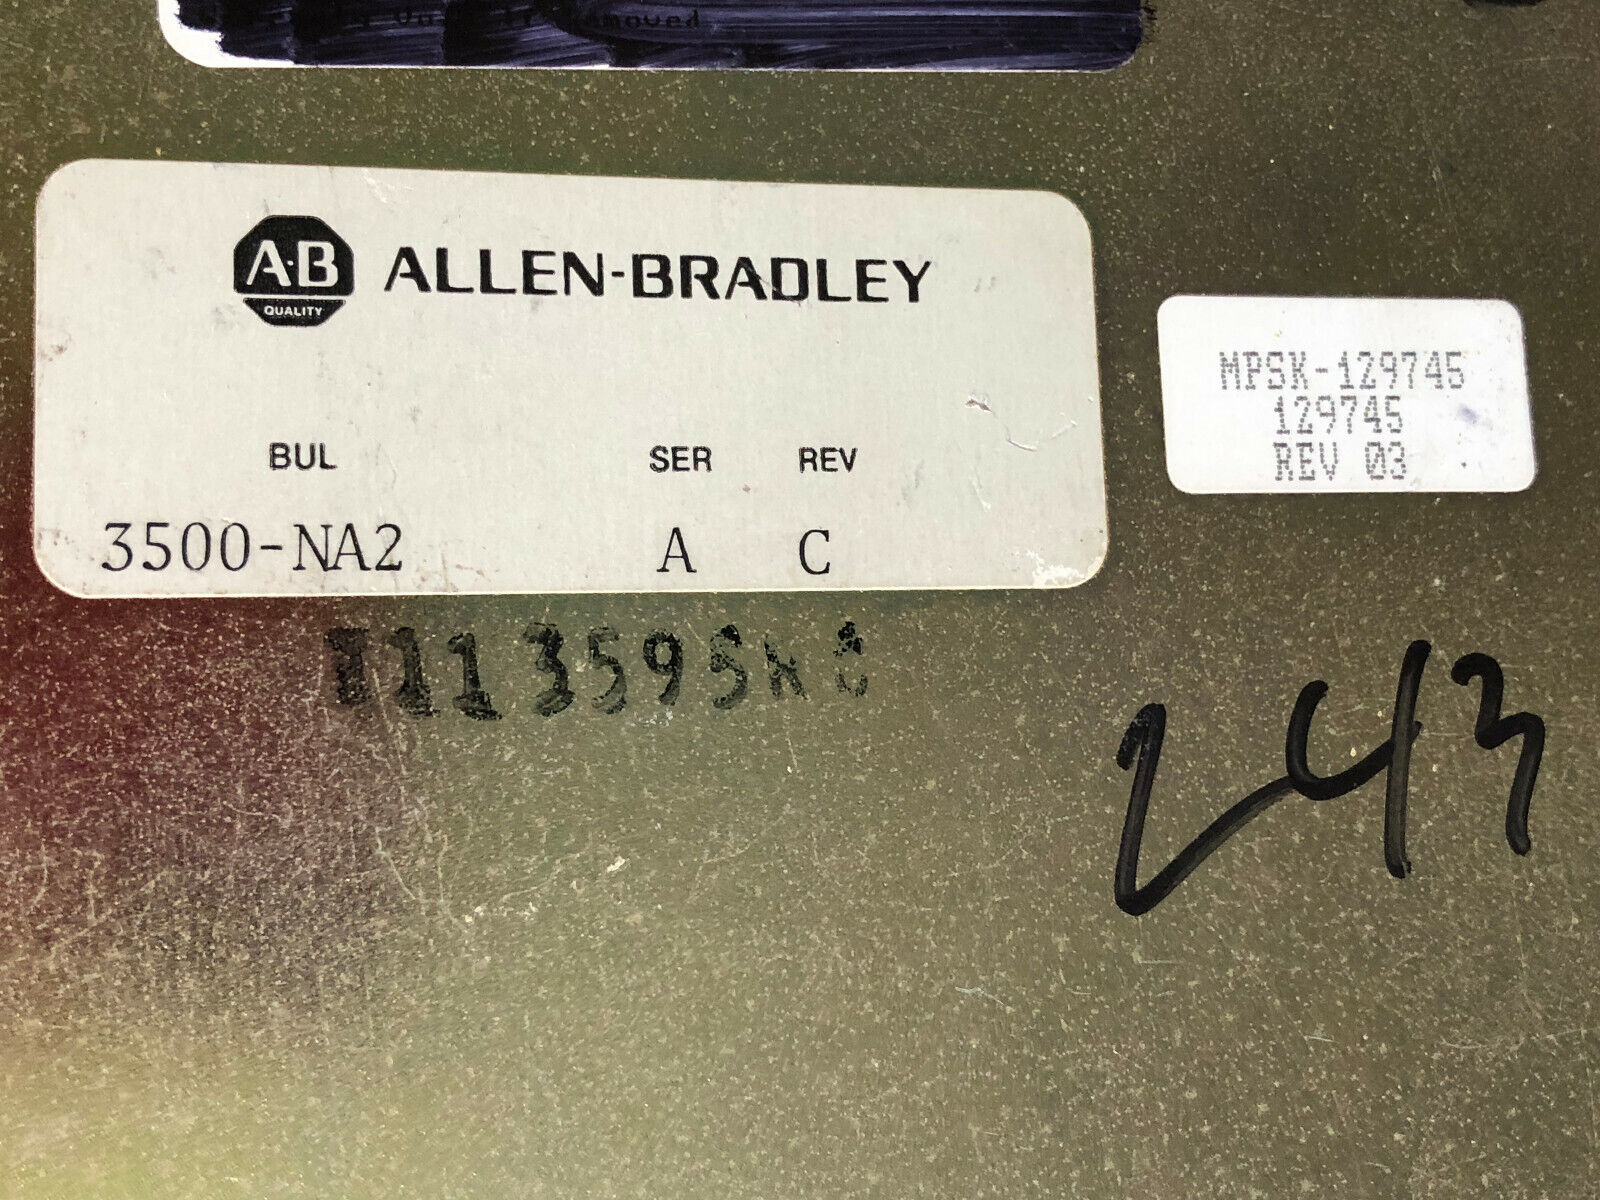 A·B
QUALITY
ALLEN-BRADLEY
BUL SER REV
3500-NA2 A C
MPSK-129745
129745
REV 03
243